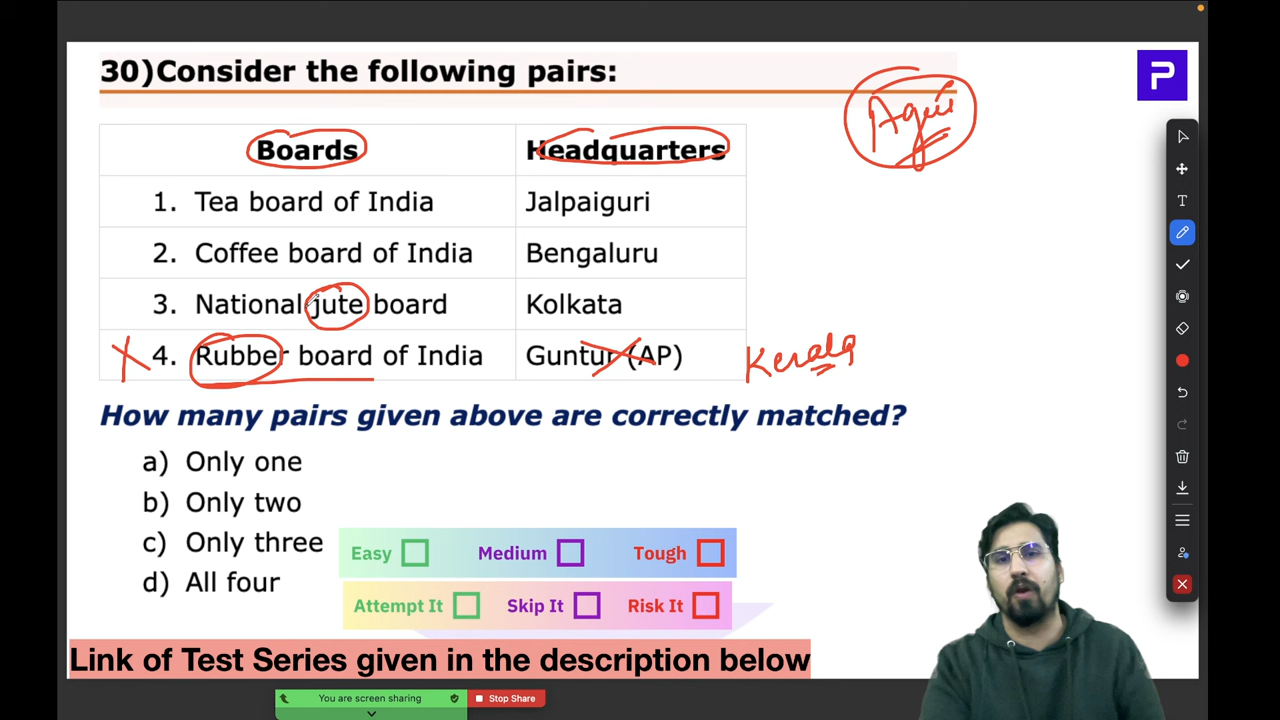 30)Consider the following pairs:
Boards Headquarters
1. Tea board of India Jalpaiguri
2. Coffee board of India Bengaluru
3. National jute board Kolkata
4. Rubber board of India Guntur (AP) Kerala
How many pairs given above are correctly matched?
a) Only one
b) Only two
c) Only three
d) All four
Easy Medium Tough
Attempt It Skip It Risk It
Link of Test Series given in the description below
You are screen sharing Stop Share
P
T